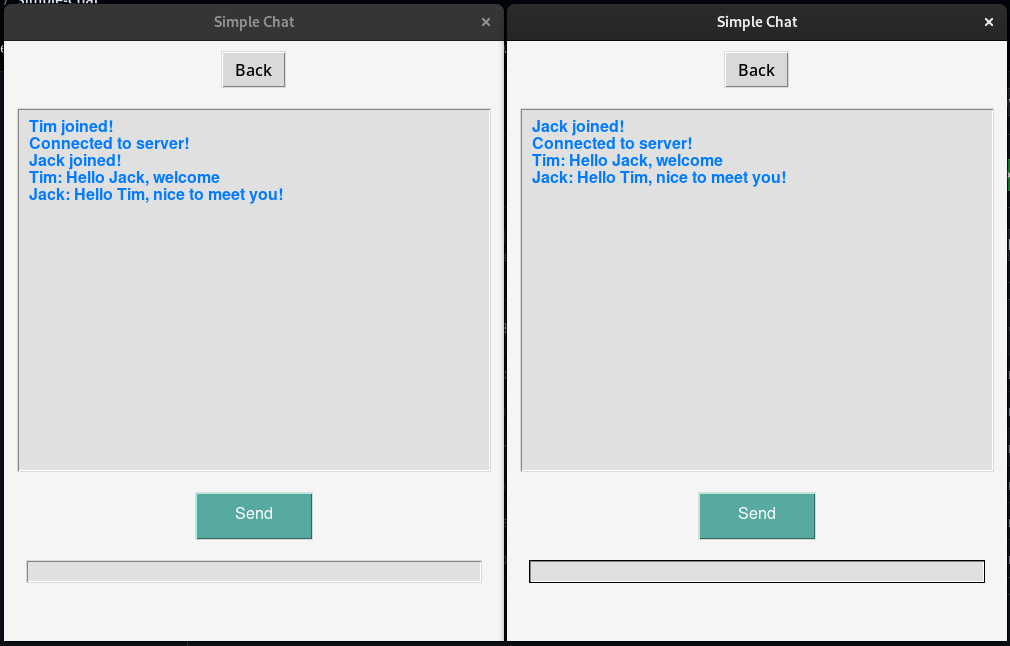 Simple-Chat
Simple Chat ×
Back
Tim joined!
Connected to server!
Jack joined!
Tim: Hello Jack, welcome
Jack: Hello Tim, nice to meet you!
Send
Simple Chat ×
Back
Jack joined!
Connected to server!
Tim: Hello Jack, welcome
Jack: Hello Tim, nice to meet you!
Send